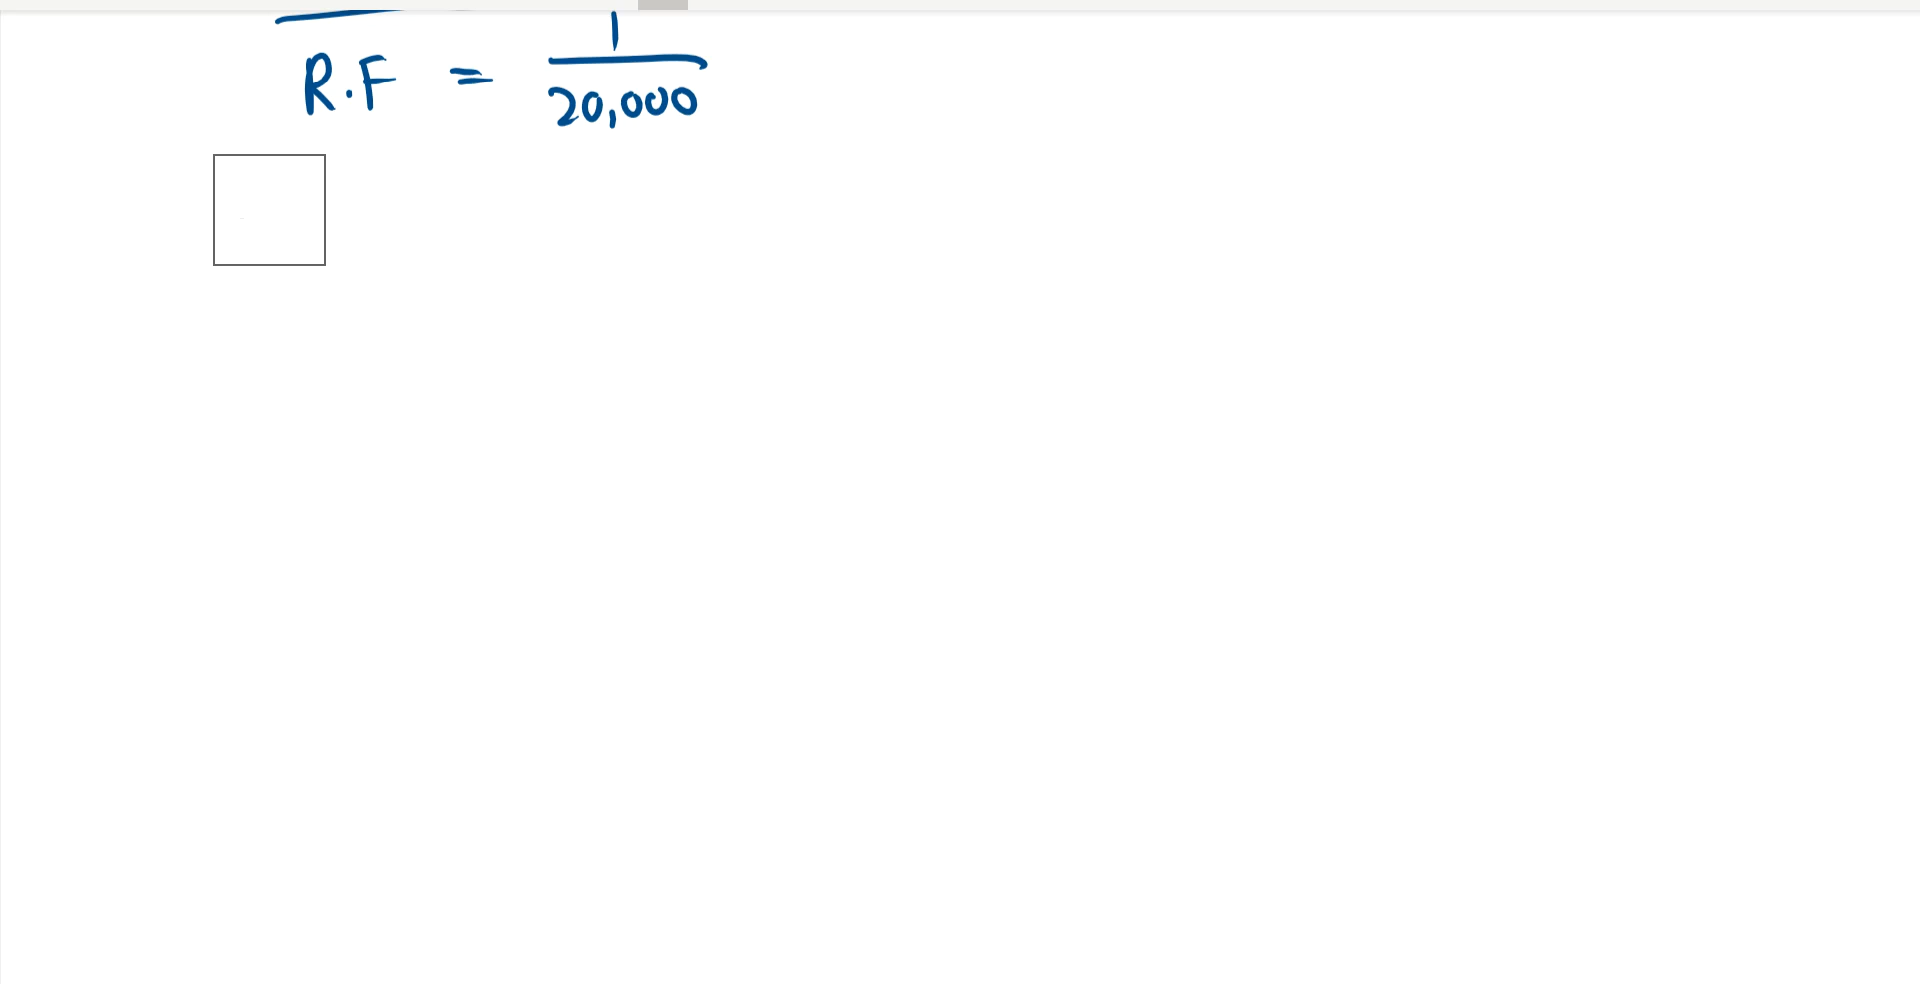 R.F = 1/20,000